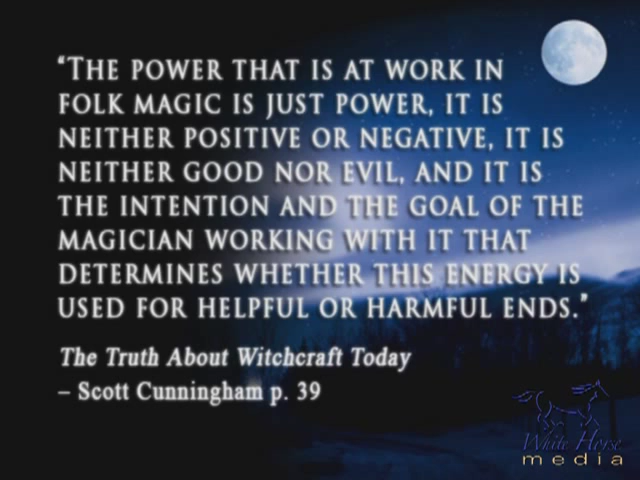 “THE POWER THAT IS AT WORK IN
FOLK MAGIC IS JUST POWER, IT IS
NEITHER POSITIVE OR NEGATIVE, IT IS
NEITHER GOOD NOR EVIL, AND IT IS
THE INTENTION AND THE GOAL OF THE
MAGICIAN WORKING WITH IT THAT
DETERMINES WHETHER THIS ENERGY IS
USED FOR HELPFUL OR HARMFUL ENDS.”
The Truth About Witchcraft Today
– Scott Cunningham p. 39
White Horse
media